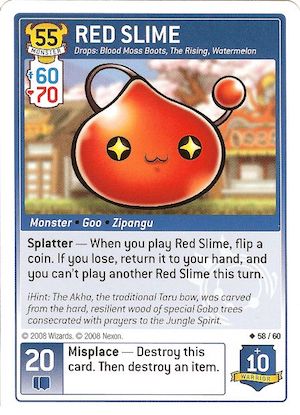 55
MONSTER
RED SLIME
Drops: Blood Moss Boots, The Rising, Watermelon
+60
70
Monster • Goo • Zipangu
Splatter — When you play Red Slime, flip a
coin. If you lose, return it to your hand, and
you can't play another Red Slime this turn.
iHint: The Akha, the traditional Taru bow, was carved
from the hard, resilient wood of special Gobo trees
consecrated with prayers to the Jungle Spirit.
© 2008 Wizards. © 2008 Nexon.
◆ 58 / 60
20
Misplace — Destroy this
card. Then destroy an item.
+
10
WARRIOR